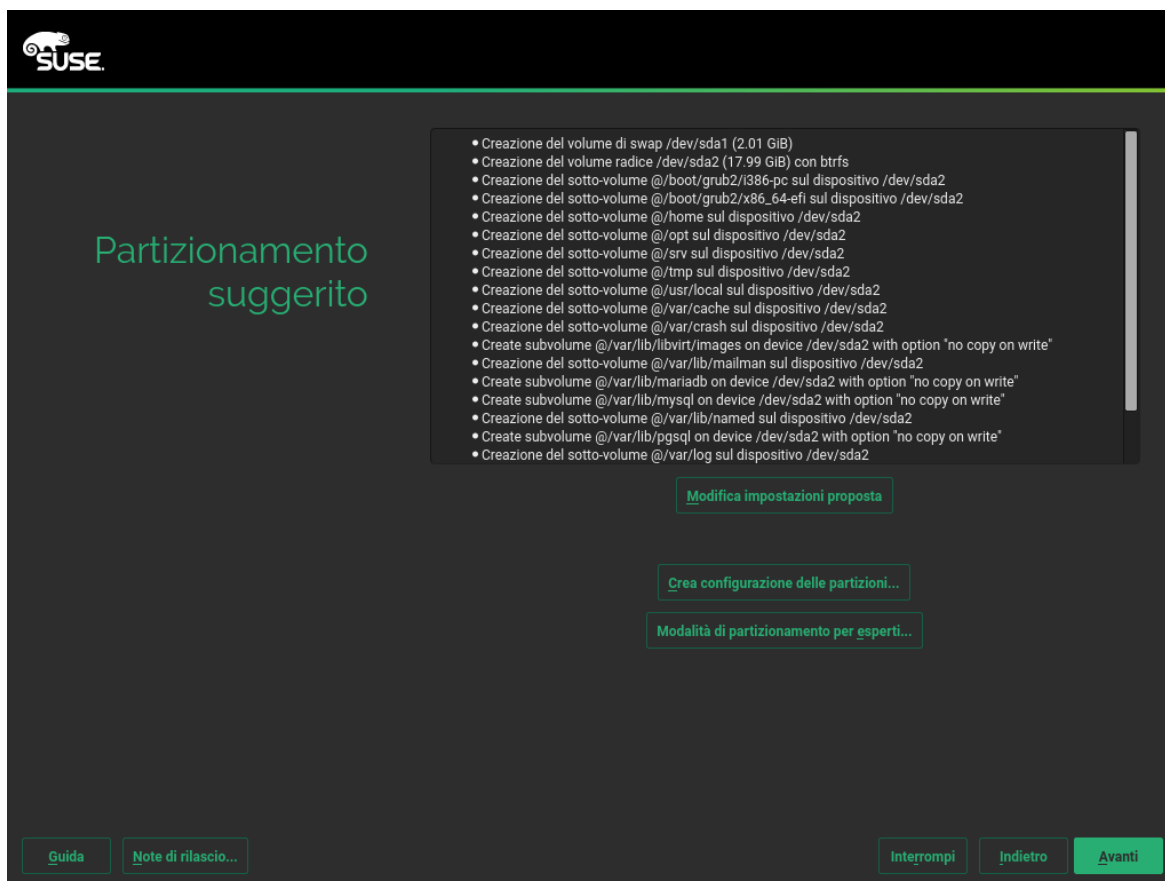 SUSE.
Partizionamento
suggerito
• Creazione del volume di swap /dev/sda1 (2.01 GiB)
• Creazione del volume radice /dev/sda2 (17.99 GiB) con btrfs
• Creazione del sotto-volume @/boot/grub2/i386-pc sul dispositivo /dev/sda2
• Creazione del sotto-volume @/boot/grub2/x86_64-efi sul dispositivo /dev/sda2
• Creazione del sotto-volume @/home sul dispositivo /dev/sda2
• Creazione del sotto-volume @/opt sul dispositivo /dev/sda2
• Creazione del sotto-volume @/srv sul dispositivo /dev/sda2
• Creazione del sotto-volume @/tmp sul dispositivo /dev/sda2
• Creazione del sotto-volume @/usr/local sul dispositivo /dev/sda2
• Creazione del sotto-volume @/var/cache sul dispositivo /dev/sda2
• Creazione del sotto-volume @/var/crash sul dispositivo /dev/sda2
• Create subvolume @/var/lib/libvirt/images on device /dev/sda2 with option "no copy on write"
• Creazione del sotto-volume @/var/lib/mailman sul dispositivo /dev/sda2
• Create subvolume @/var/lib/mariadb on device /dev/sda2 with option "no copy on write"
• Create subvolume @/var/lib/mysql on device /dev/sda2 with option "no copy on write"
• Creazione del sotto-volume @/var/lib/named sul dispositivo /dev/sda2
• Create subvolume @/var/lib/pgsql on device /dev/sda2 with option "no copy on write"
• Creazione del sotto-volume @/var/log sul dispositivo /dev/sda2
Modifica impostazioni proposta
Crea configurazione delle partizioni...
Modalità di partizionamento per esperti...
Guida
Note di rilascio...
Interrompi
Indietro
Avanti